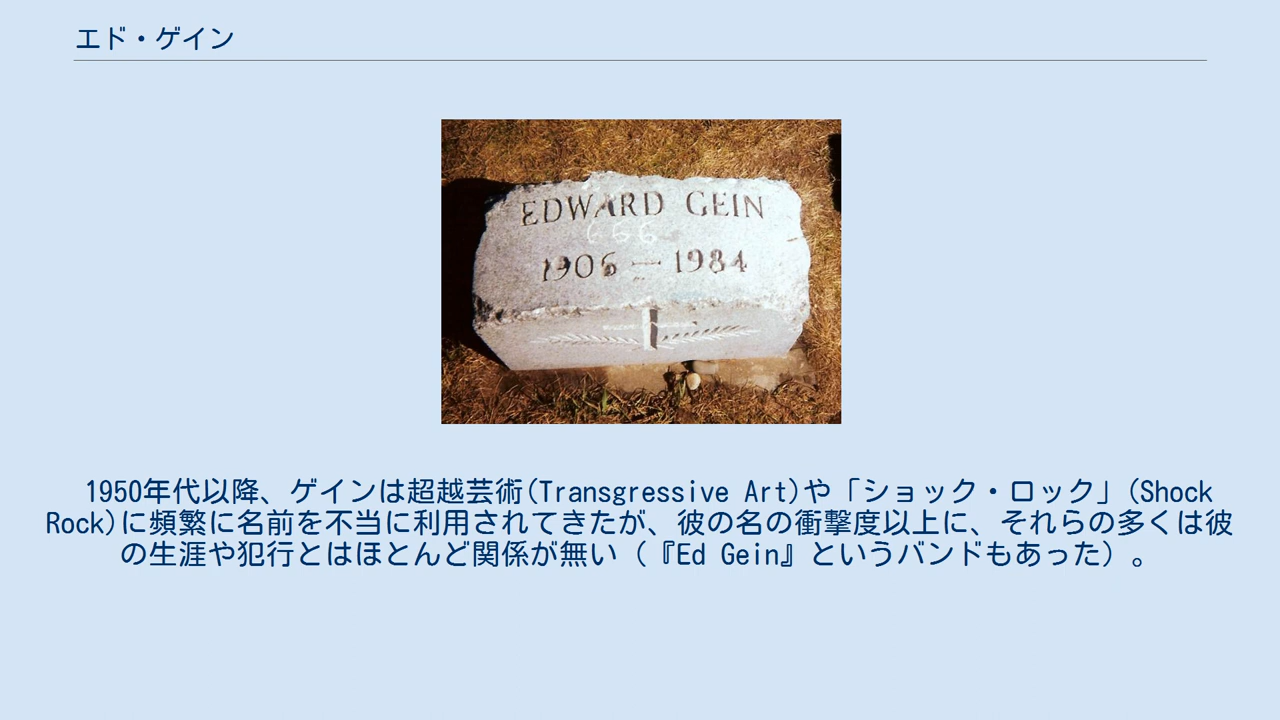 エド・ゲイン
EDWARD GEIN
666
1906 — 1984
1950年代以降、ゲインは超越芸術(Transgressive Art)や「ショック・ロック」(Shock
Rock)に頻繁に名前を不当に利用されてきたが、彼の名の衝撃度以上に、それらの多くは彼
の生涯や犯行とはほとんど関係が無い（『Ed Gein』というバンドもあった）。